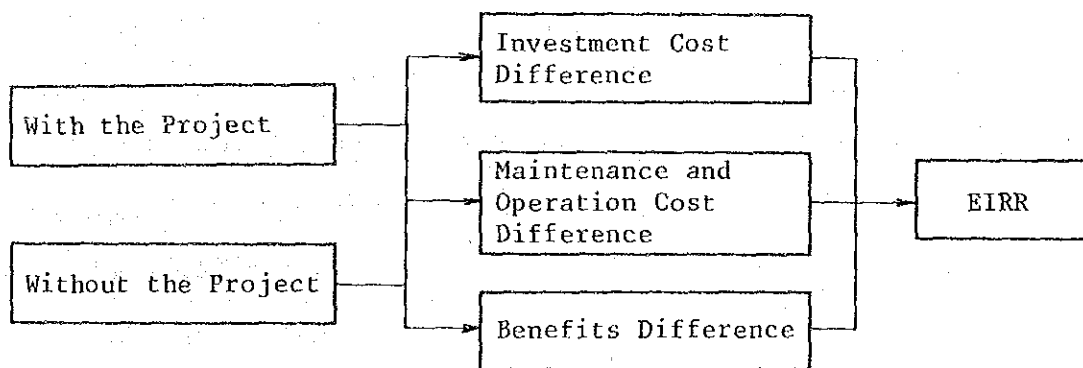 Investment Cost
Difference
With the Project
Maintenance and
Operation Cost
Difference
EIRR
Without the Project
Benefits Difference